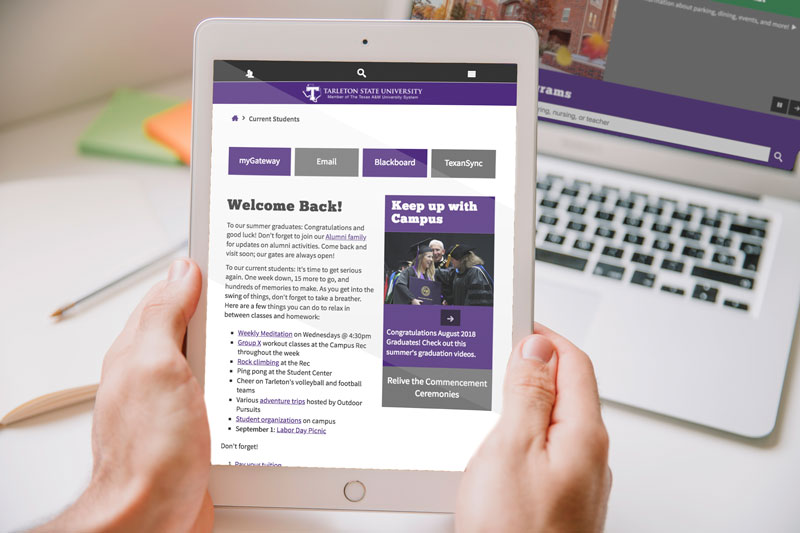 TARLETON STATE UNIVERSITY
Member of The Texas A&M University System
Current Students
myGateway
Email
Blackboard
TexanSync
Welcome Back!
To our summer graduates: Congratulations and
good luck! Don't forget to join our Alumni family
for updates on alumni activities. Come back and
visit soon; our gates are always open!
To our current students: It's time to get serious
again. One week down, 15 more to go, and
hundreds of memories to make. As you get into the
swing of things, don't forget to take a breather.
Here are a few things you can do to relax in
between classes and homework:
Weekly Meditation on Wednesdays @ 4:30pm
Group X workout classes at the Campus Rec
throughout the week
Rock climbing at the Rec
Ping pong at the Student Center
Cheer on Tarleton's volleyball and football
teams
Various adventure trips hosted by Outdoor
Pursuits
Student organizations on campus
September 1: Labor Day Picnic
Don't forget!
1. Pay your tuition
Keep up with
Campus
Congratulations August 2018
Graduates! Check out this
summer's graduation videos.
Relive the Commencement
Ceremonies
about parking, dining, events, and more!
nursing, or teacher